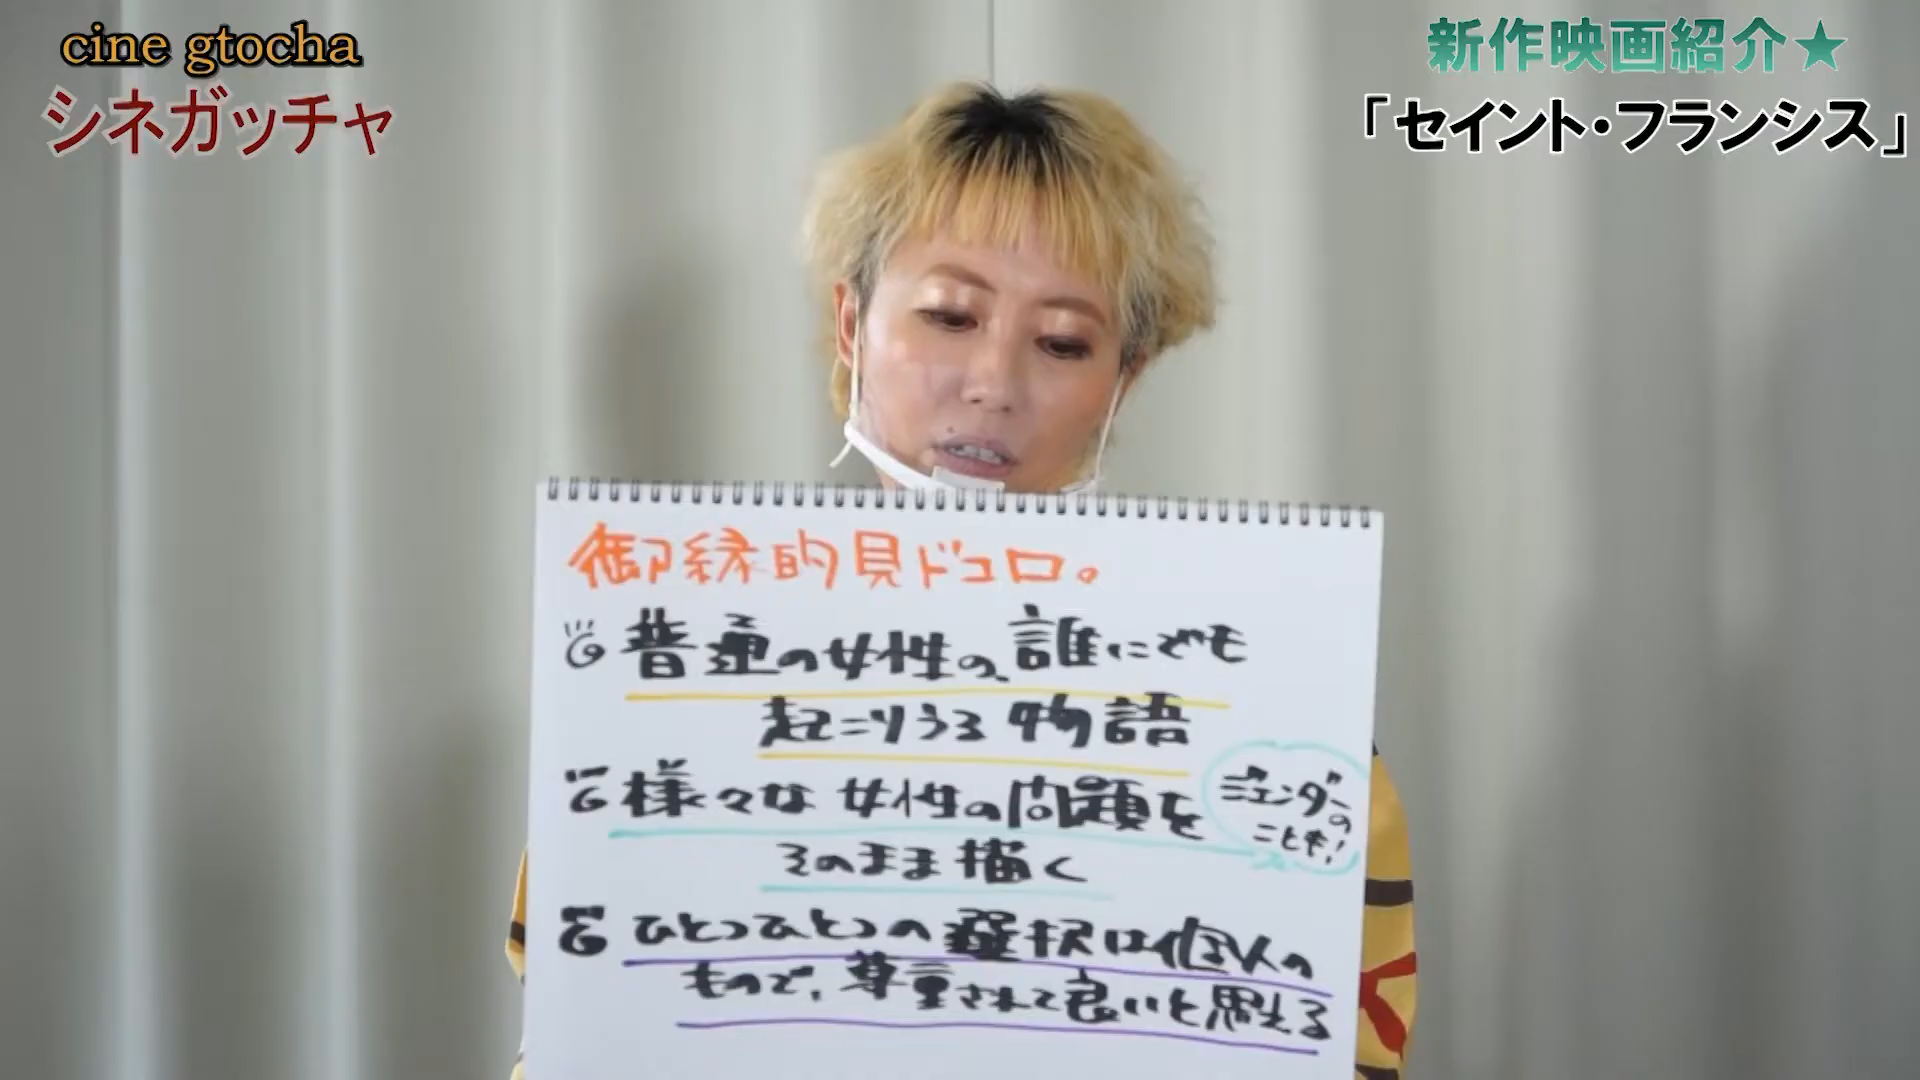 cine gtocha
シネガッチャ
新作映画紹介★
「セイント・フランシス」
御縁的見ドコロ。
普通の女性の、誰にでも
起こりうる物語
様々な女性の問題を
ジェンダーの
ことも!
そのまま描く
ひとつひとつの選択は個人の
もので、尊重されて良いと思える